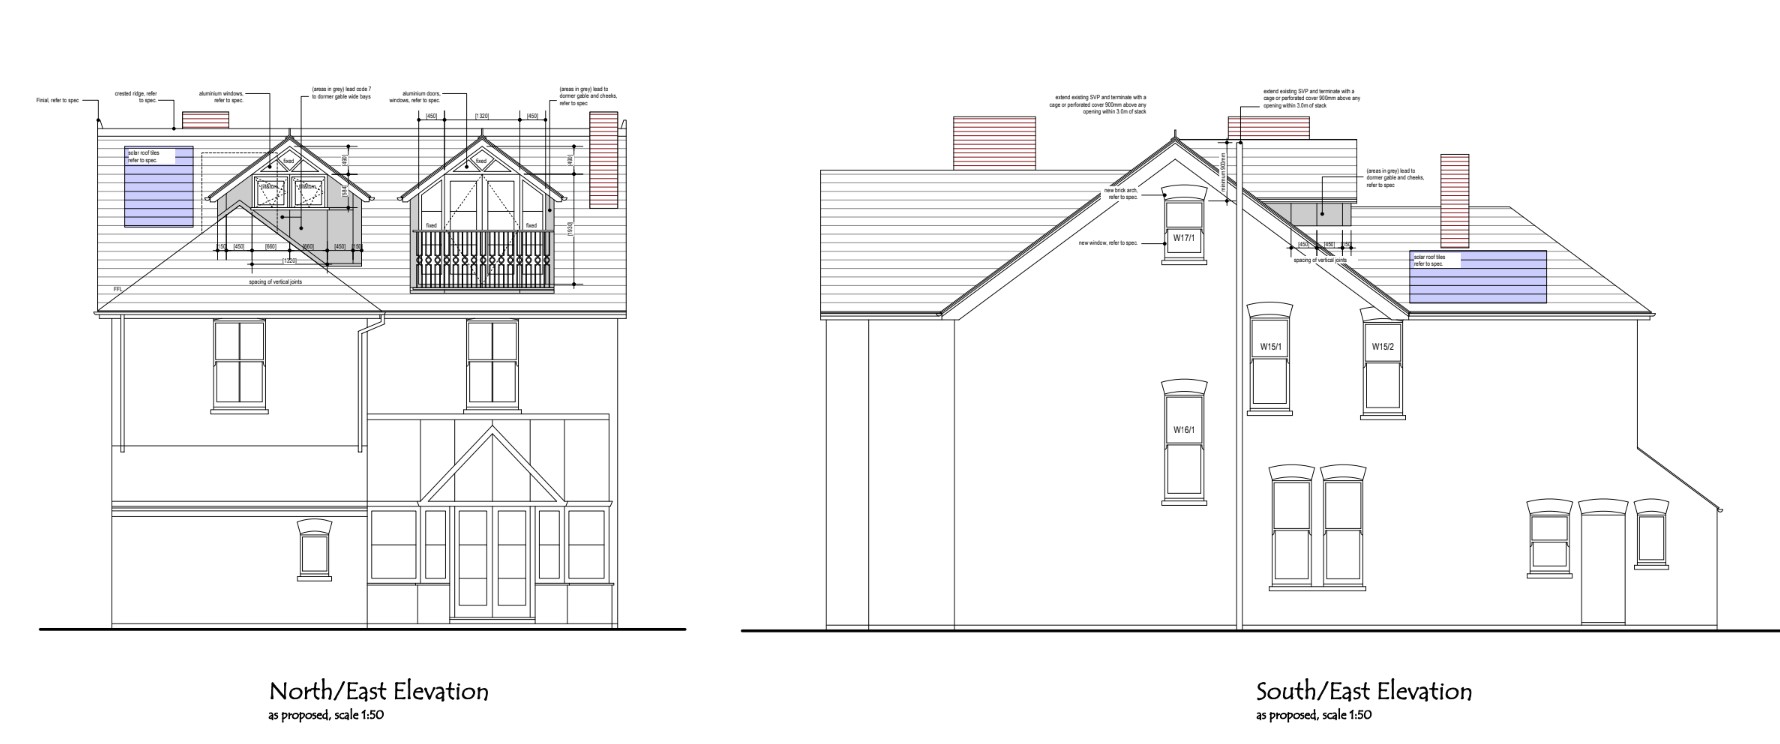 Finial, refer to spec
crested ridge, refer
to spec.
aluminium windows,
refer to spec.
(areas in grey) lead code 7
to dormer gable wide bays
aluminium doors,
windows, refer to spec.
(areas in grey) lead to
dormer gable and cheeks,
refer to spec
[450]
[1320]
[450]
solar roof tiles
refer to spec.
fixed
fixed
fixed
fixed
[450]
[660]
[660]
[450]
[1320]
spacing of vertical joints
FFL
North/East Elevation
as proposed, scale 1:50
extend existing SVP and terminate with a
cage or perforated cover 900mm above any
opening within 3.0m of stack
extend existing SVP and terminate with a
cage or perforated cover 900mm above any
opening within 3.0m of stack
minimum 900mm
(areas in grey) lead to
dormer gable and cheeks,
refer to spec
new brick arch,
refer to spec.
new window, refer to spec.
W17/1
[450]
[450]
spacing of vertical joints
solar roof tiles
refer to spec.
W15/1
W15/2
W16/1
South/East Elevation
as proposed, scale 1:50